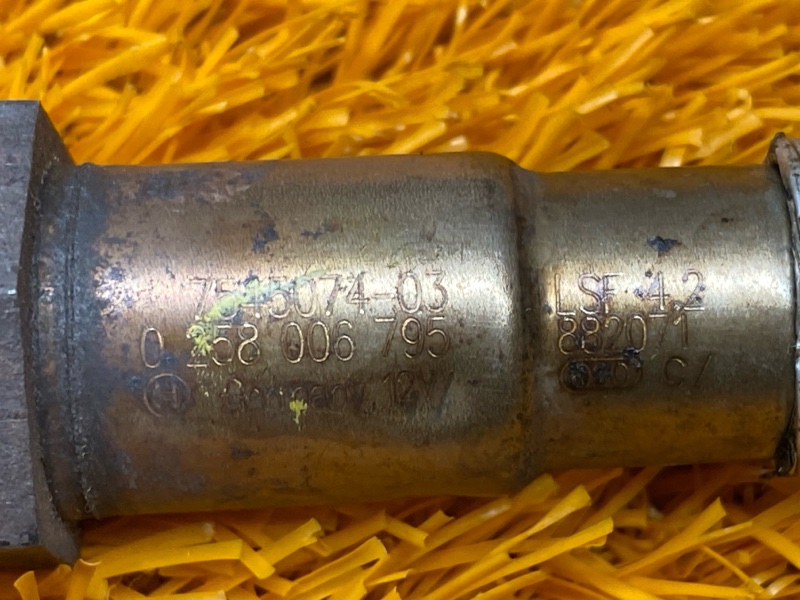 7545074-03
0 258 006 795
Germany 12V
LSF 4.2
882071